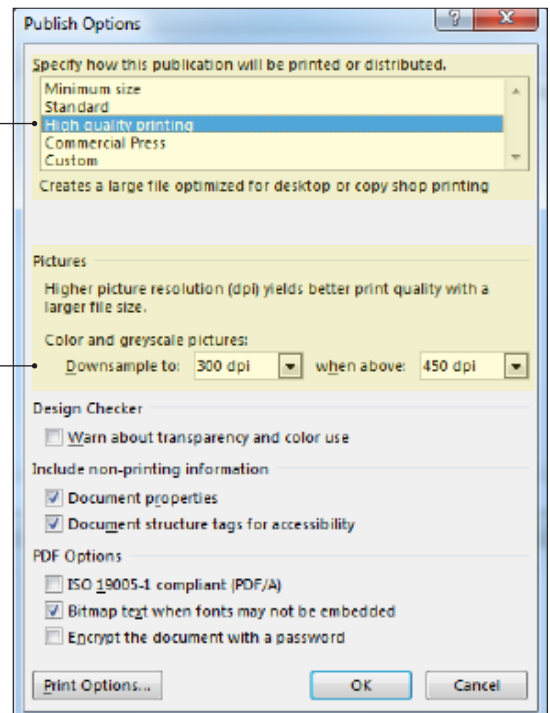 Publish Options
Specify how this publication will be printed or distributed.
Minimum size
Standard
High quality printing
Commercial Press
Custom
Creates a large file optimized for desktop or copy shop printing
Pictures
Higher picture resolution (dpi) yields better print quality with a
larger file size.
Color and greyscale pictures:
Downsample to: 300 dpi when above: 450 dpi
Design Checker
Warn about transparency and color use
Include non-printing information
Document properties
Document structure tags for accessibility
PDF Options
ISO 19005-1 compliant (PDF/A)
Bitmap text when fonts may not be embedded
Encrypt the document with a password
Print Options... OK Cancel